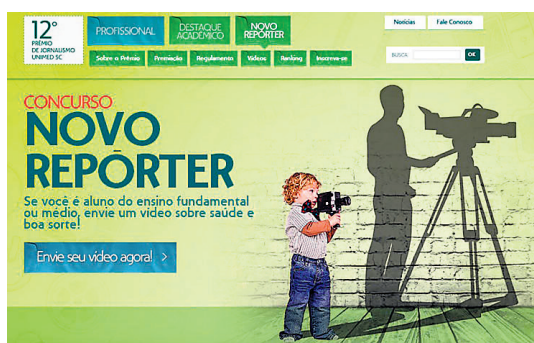 12º
PRÊMIO
DE JORNALISMO
UNIMED SC
PROFISSIONAL
DESTAQUE
ACADÊMICO
NOVO
REPÓRTER
Notícias
Fale Conosco
Sobre o Prêmio
Premiação
Regulamento
Vídeos
Ranking
Inscreva-se
BUSCA
OK
CONCURSO
NOVO
REPÓRTER
Se você é aluno do ensino fundamental
ou médio, envie um vídeo sobre saúde e
boa sorte!
Envie seu vídeo agora! >